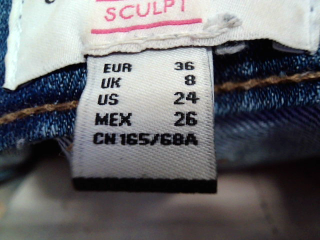 SCULPT
EUR 36
UK 8
US 24
MEX 26
CN 165/68A